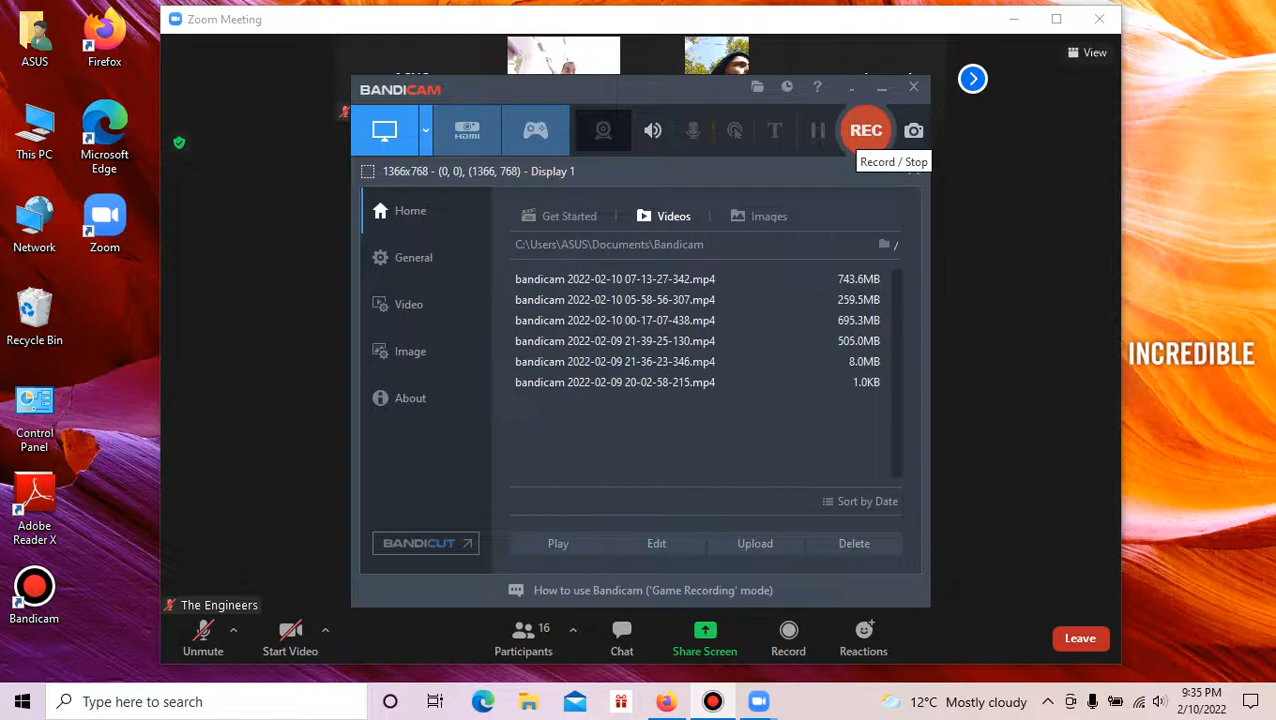 Zoom Meeting
View
BANDICAM
HDMI
T
REC
Record / Stop
1366x768 - (0, 0), (1366, 768) - Display 1
Home
General
Video
Image
About
BANDICUT
Get Started
Videos
Images
C:\Users\ASUS\Documents\Bandicam
/
bandicam 2022-02-10 07-13-27-342.mp4 743.6MB
bandicam 2022-02-10 05-58-56-307.mp4 259.5MB
bandicam 2022-02-10 00-17-07-438.mp4 695.3MB
bandicam 2022-02-09 21-39-25-130.mp4 505.0MB
bandicam 2022-02-09 21-36-23-346.mp4 8.0MB
bandicam 2022-02-09 20-02-58-215.mp4 1.0KB
Sort by Date
Play Edit Upload Delete
How to use Bandicam ('Game Recording' mode)
The Engineers
Unmute
Start Video
16
Participants
Chat
Share Screen
Record
Reactions
Leave
ASUS
Firefox
This PC
Microsoft
Edge
Network
Zoom
Recycle Bin
Control
Panel
Adobe
Reader X
Bandicam
INCREDIBLE
Type here to search
12°C Mostly cloudy
9:35 PM
2/10/2022